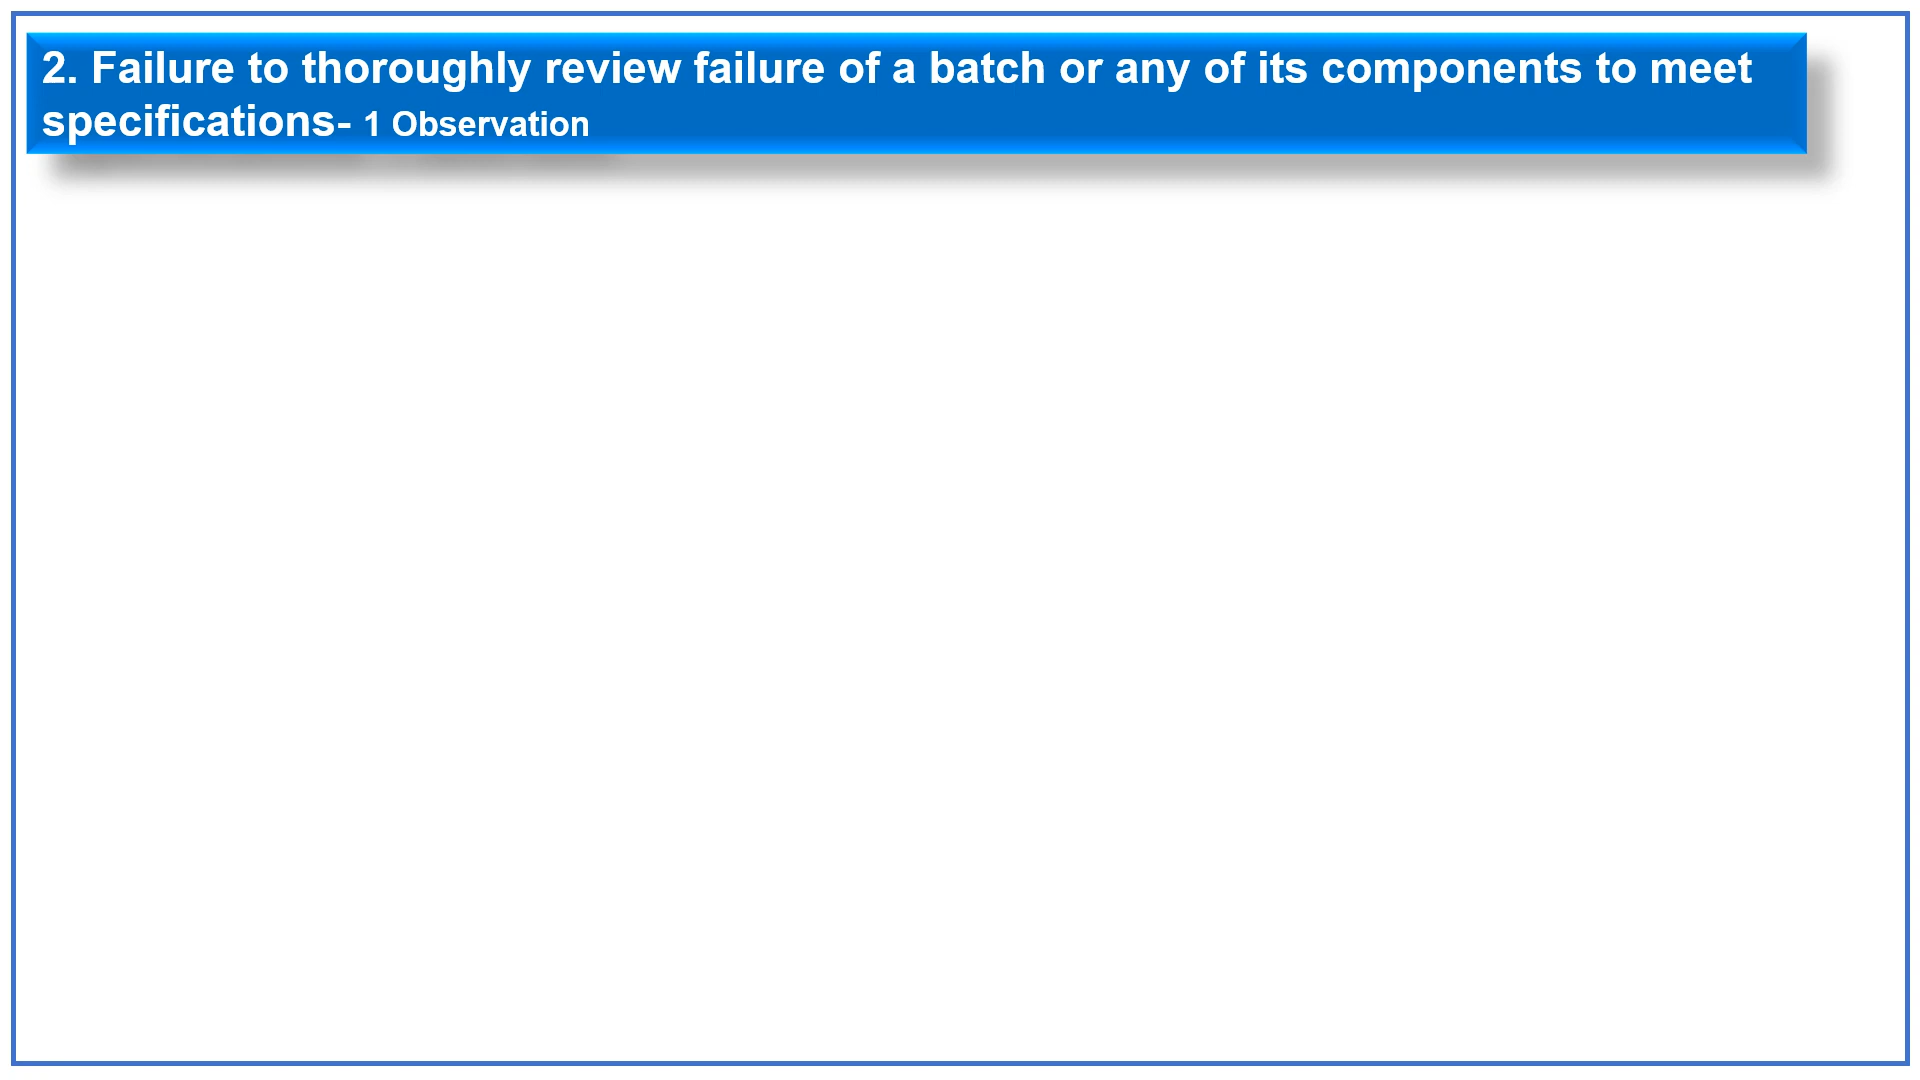 2. Failure to thoroughly review failure of a batch or any of its components to meet
specifications- 1 Observation